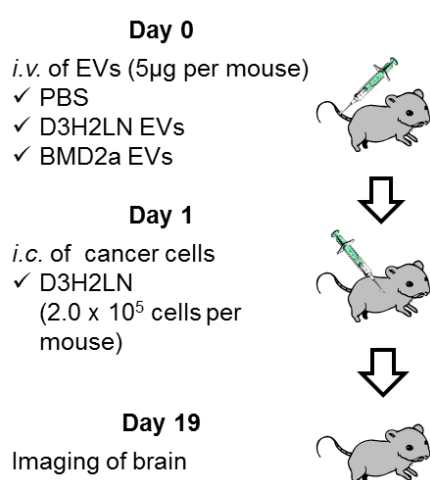 Day 0
i.v. of EVs (5µg per mouse)
✓ PBS
✓ D3H2LN EVs
✓ BMD2a EVs
Day 1
i.c. of cancer cells
✓ D3H2LN
(2.0 x 10⁵ cells per
mouse)
Day 19
Imaging of brain